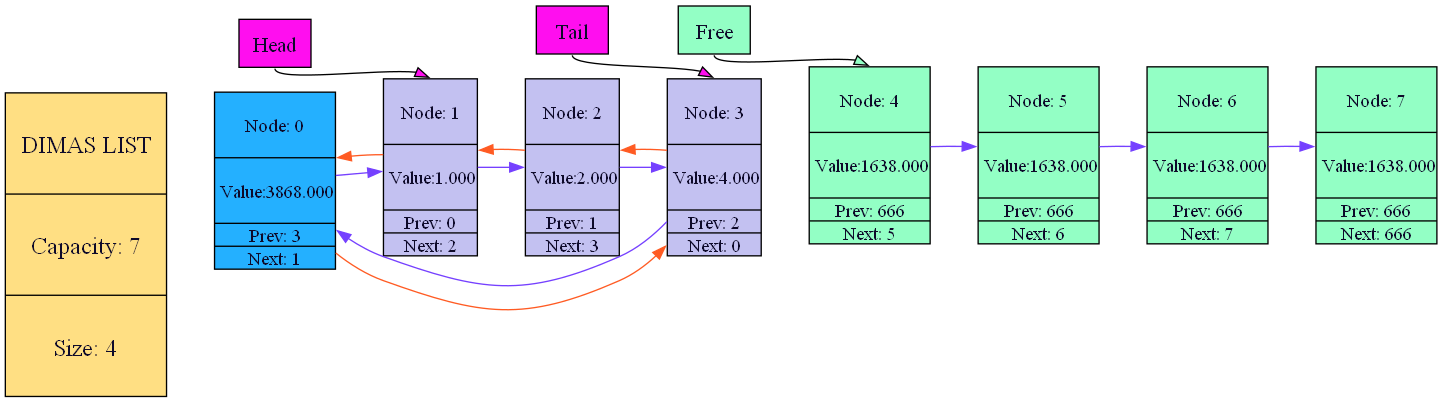 Head
Tail
Free
DIMAS LIST
Capacity: 7
Size: 4
Node: 0
Value:3868.000
Prev: 3
Next: 1
Node: 1
Value:1.000
Prev: 0
Next: 2
Node: 2
Value:2.000
Prev: 1
Next: 3
Node: 3
Value:4.000
Prev: 2
Next: 0
Node: 4
Value:1638.000
Prev: 666
Next: 5
Node: 5
Value:1638.000
Prev: 666
Next: 6
Node: 6
Value:1638.000
Prev: 666
Next: 7
Node: 7
Value:1638.000
Prev: 666
Next: 666